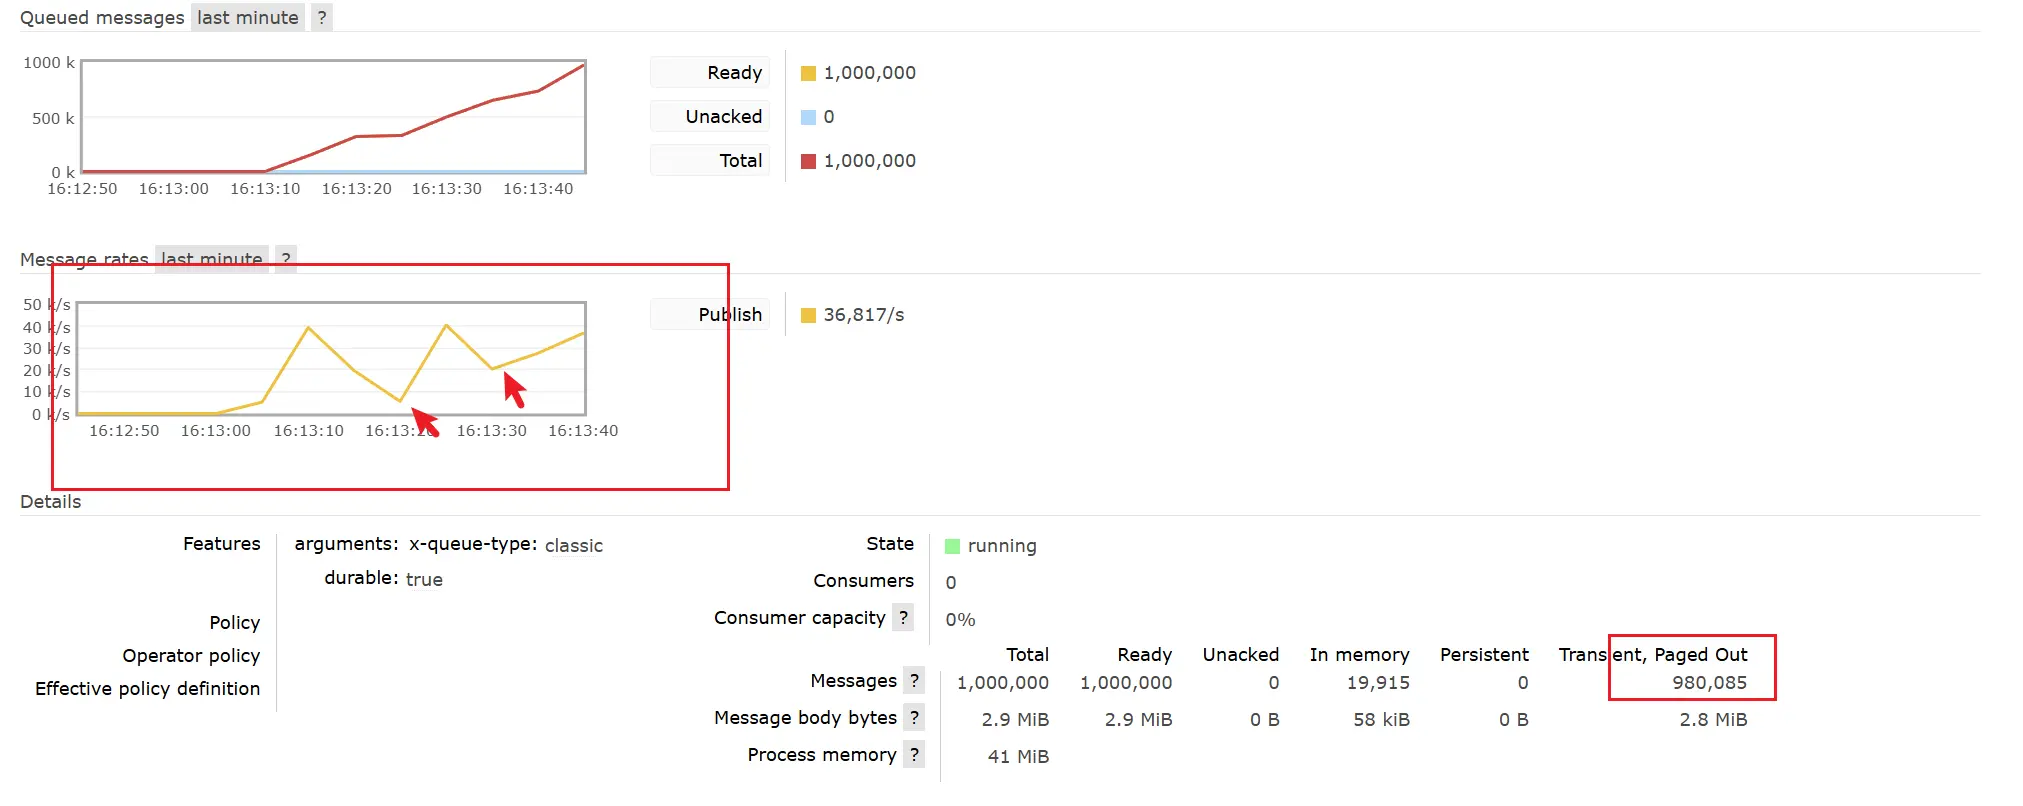 Queued messages last minute ?
1000 k
500 k
0 k
16:12:50 16:13:00 16:13:10 16:13:20 16:13:30 16:13:40
Ready 1,000,000
Unacked 0
Total 1,000,000
Message rates last minute ?
50 k/s
40 k/s
30 k/s
20 k/s
10 k/s
0 k/s
16:12:50 16:13:00 16:13:10 16:13:20 16:13:30 16:13:40
Publish 36,817/s
Details
Features arguments: x-queue-type: classic
durable: true
Policy
Operator policy
Effective policy definition
State running
Consumers 0
Consumer capacity ? 0%
Total Ready Unacked In memory Persistent Transient, Paged Out
Messages ? 1,000,000 1,000,000 0 19,915 0 980,085
Message body bytes ? 2.9 MiB 2.9 MiB 0 B 58 kiB 0 B 2.8 MiB
Process memory ? 41 MiB